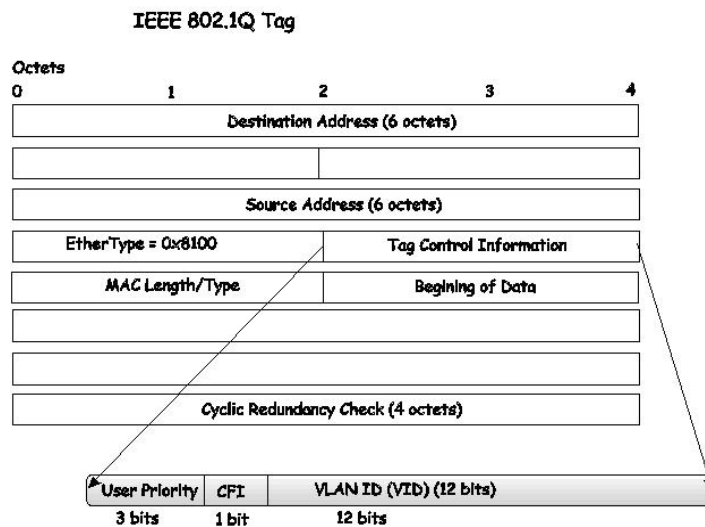 IEEE 802.1Q Tag
Octets
0 1 2 3 4
Destination Address (6 octets)
Source Address (6 octets)
EtherType = 0x8100 Tag Control Information
MAC Length/Type Begining of Data
Cyclic Redundancy Check (4 octets)
User Priority CFI VLAN ID (VID) (12 bits)
3 bits 1 bit 12 bits